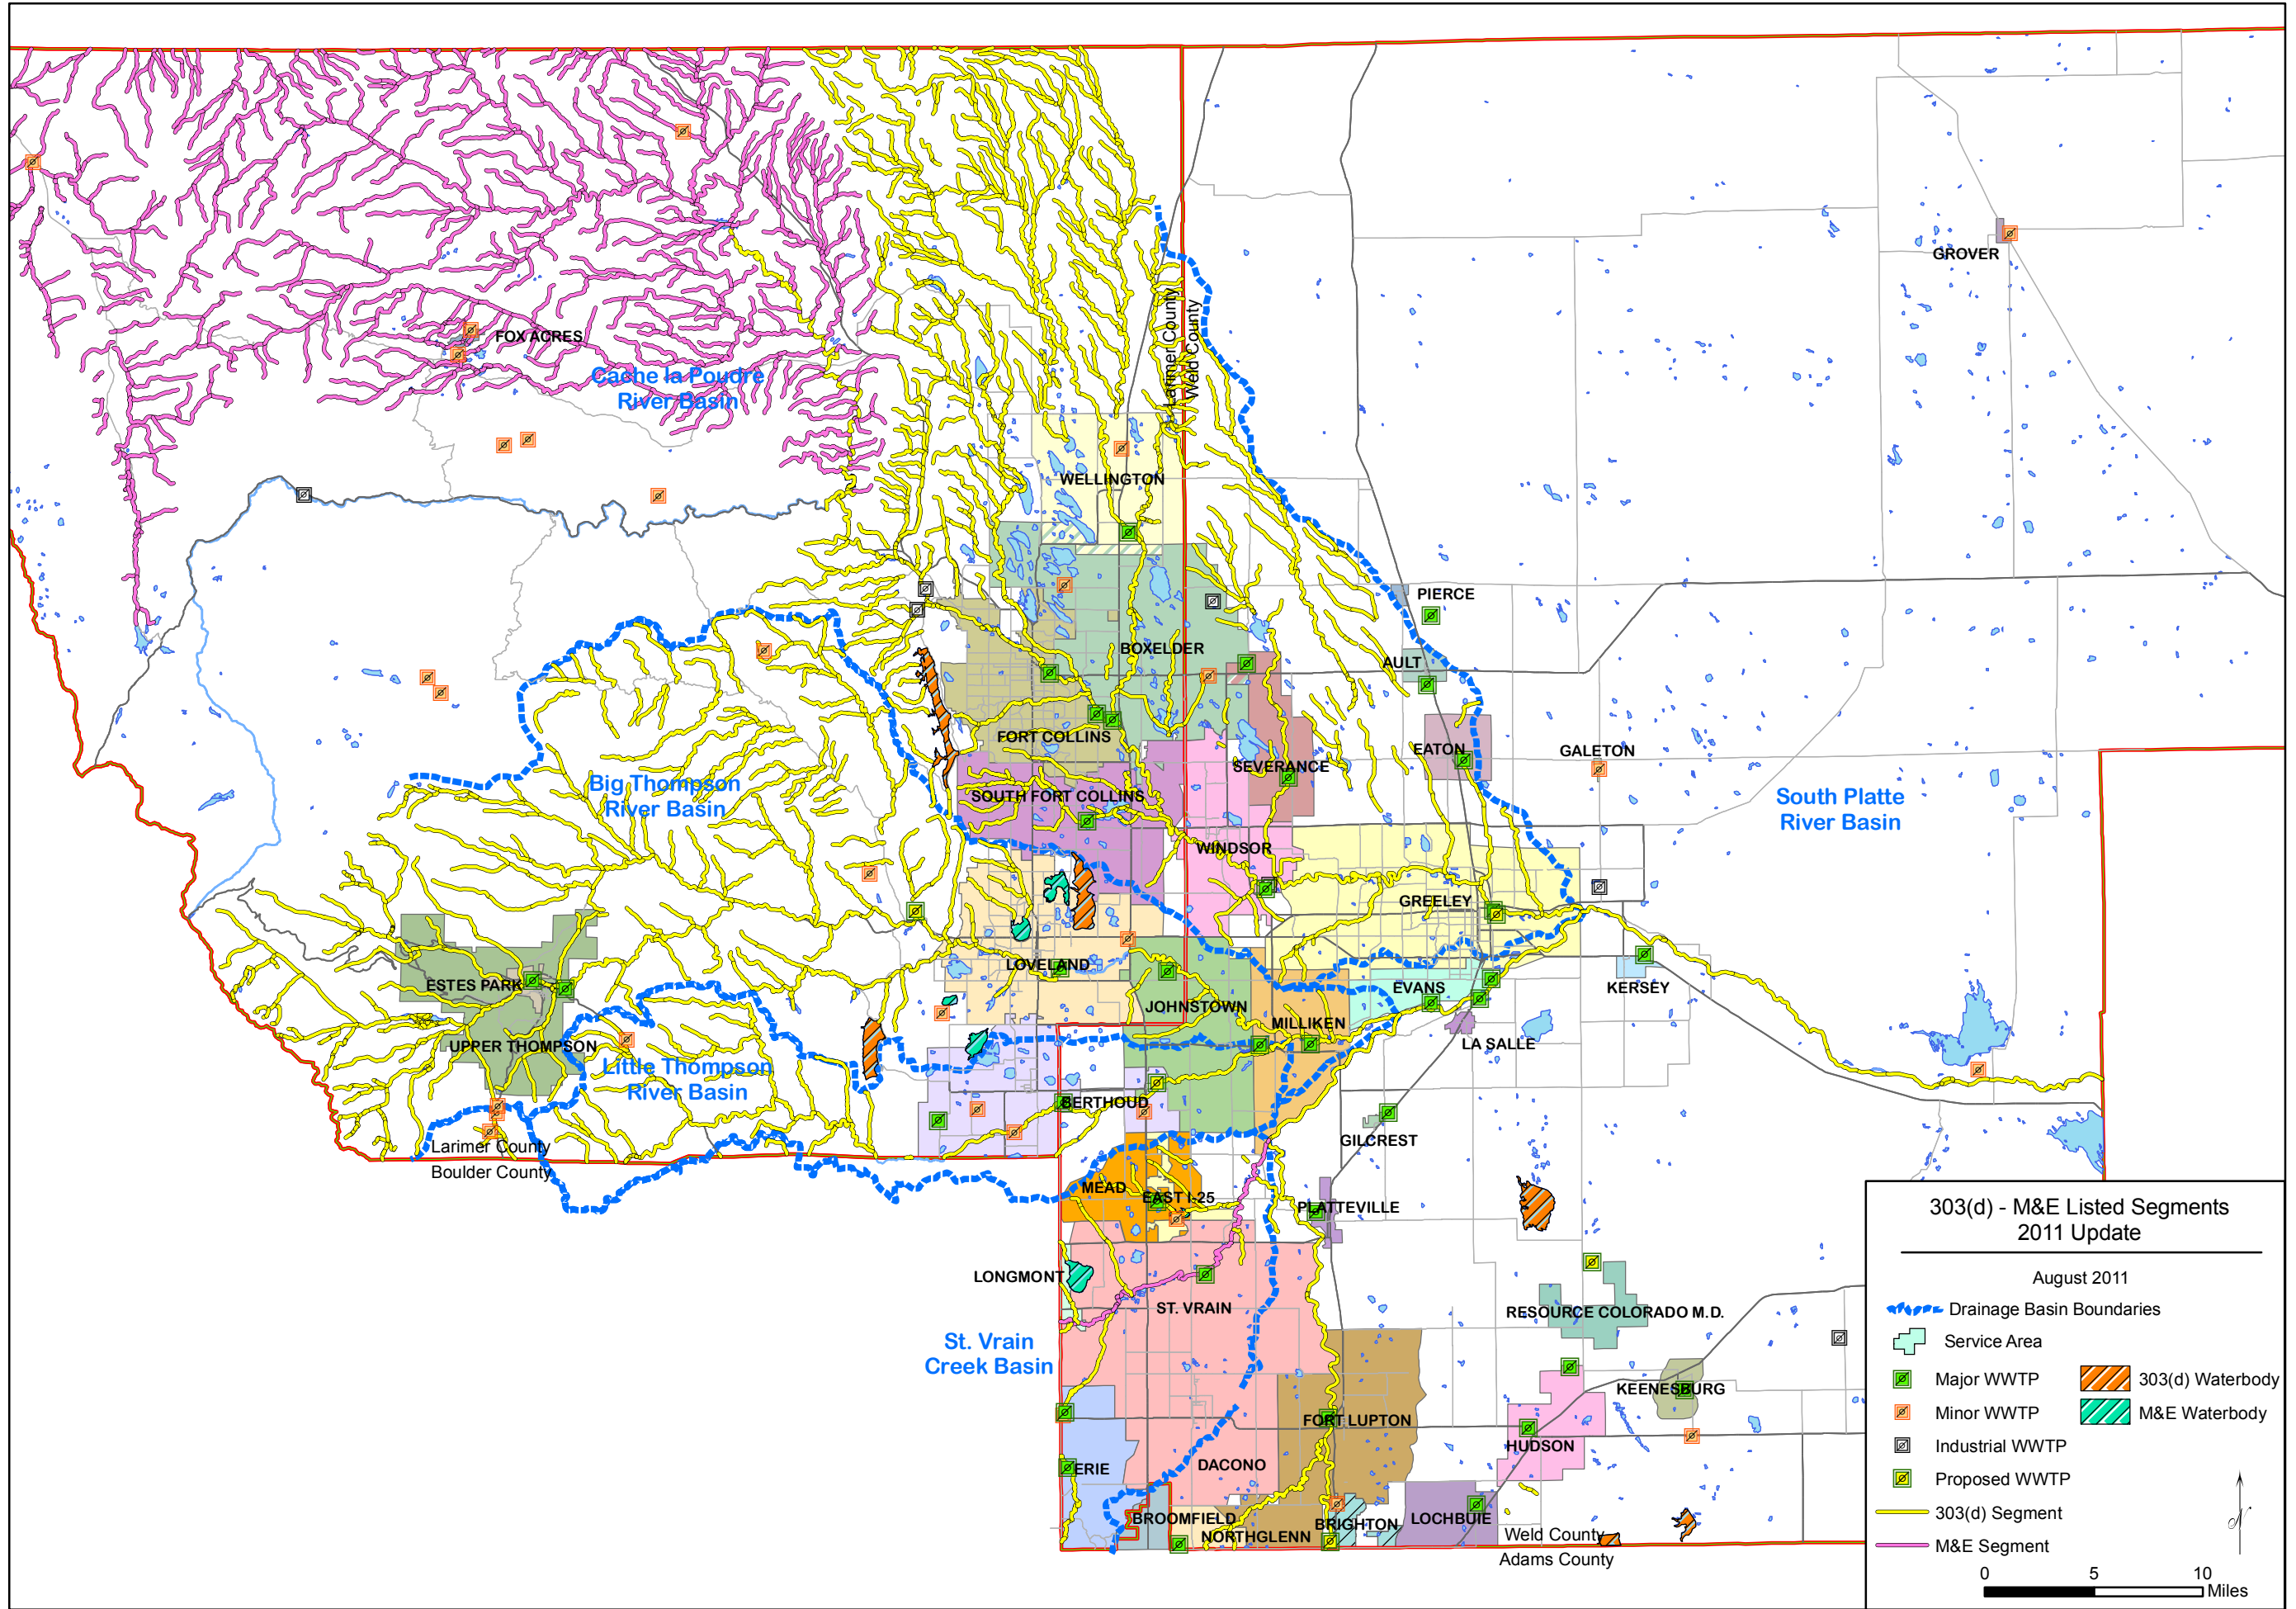 GROVER
Larimer County
Weld County
FOX ACRES
Cache la Poudre
River Basin
WELLINGTON
PIERCE
BOXELDER
AULT
FORT COLLINS
EATON
GALETON
SEVERANCE
Big Thompson
River Basin
SOUTH FORT COLLINS
South Platte
River Basin
WINDSOR
GREELEY
LOVELAND
ESTES PARK
EVANS
KERSEY
JOHNSTOWN
MILLIKEN
UPPER THOMPSON
LA SALLE
Little Thompson
River Basin
BERTHOUD
GILCREST
Larimer County
Boulder County
MEAD
EAST I-25
PLATTEVILLE
LONGMONT
ST. VRAIN
RESOURCE COLORADO M.D.
St. Vrain
Creek Basin
KEENESBURG
FORT LUPTON
HUDSON
ERIE
DACONO
BROOMFIELD
NORTHGLENN
BRIGHTON
LOCHBUIE
Weld County
Adams County
303(d) - M&E Listed Segments
2011 Update
August 2011
Drainage Basin Boundaries
Service Area
Major WWTP
303(d) Waterbody
Minor WWTP
M&E Waterbody
Industrial WWTP
Proposed WWTP
303(d) Segment
M&E Segment
N
0 5 10
Miles